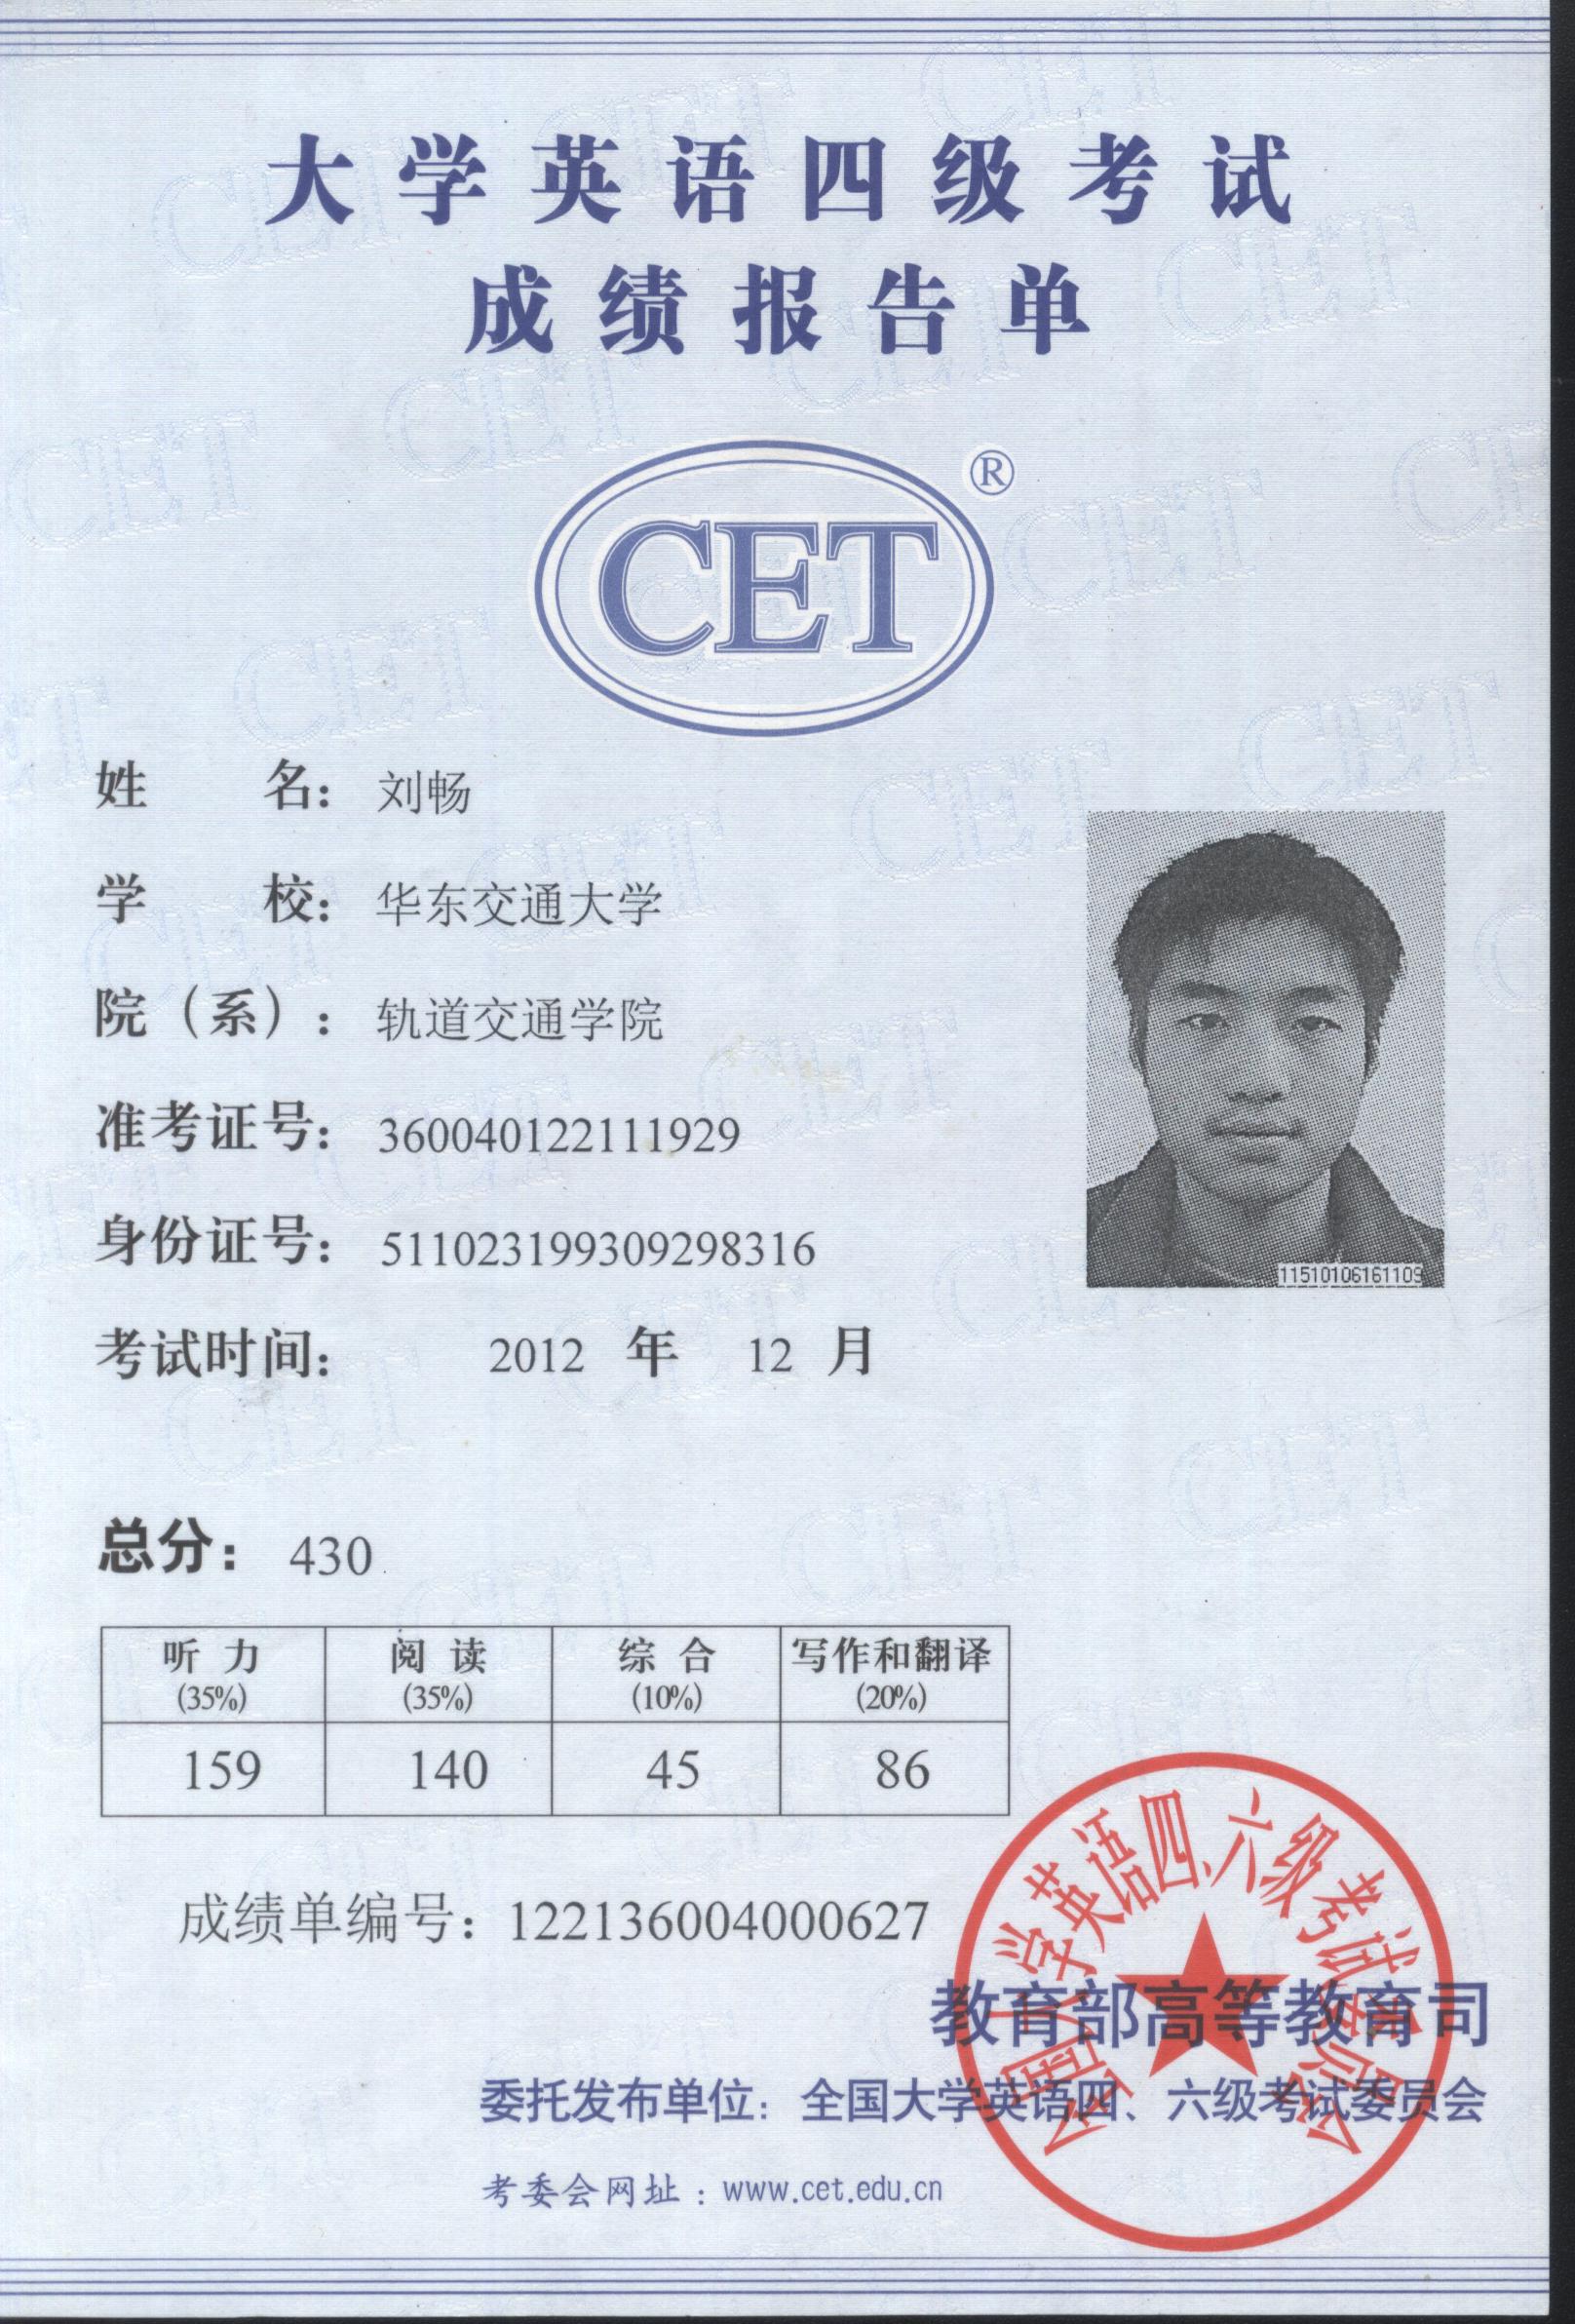 大学英语四级考试
成绩报告单
CET®
姓 名： 刘畅
学 校： 华东交通大学
院（系）： 轨道交通学院
准考证号： 360040122111929
身份证号： 511023199309298316
11510106161109
考试时间： 2012 年 12 月
总分： 430
听力 阅读 综合 写作和翻译
(35%) (35%) (10%) (20%)
159 140 45 86
成绩单编号：122136004000627
全国大学英语四、六级考试委员会
教育部高等教育司
委托发布单位：全国大学英语四、六级考试委员会
考委会网址：www.cet.edu.cn